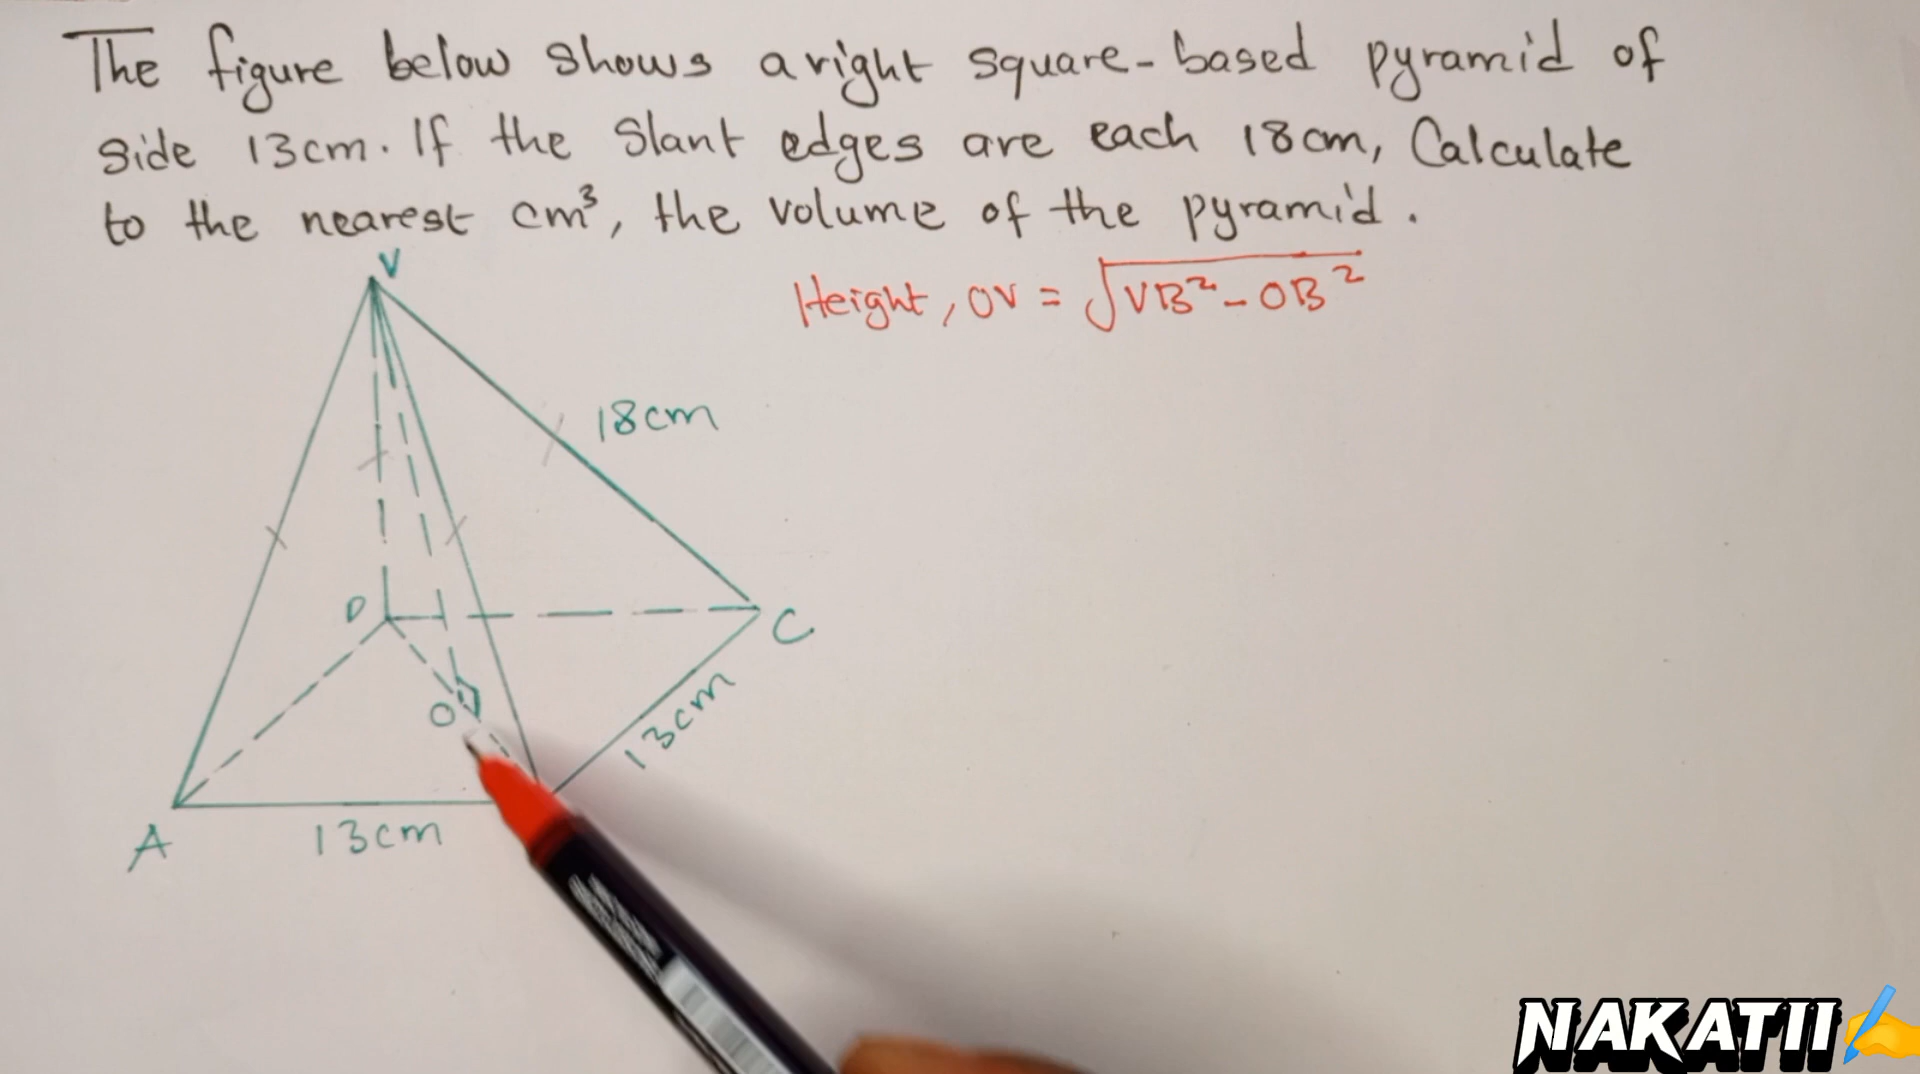 The figure below shows a right square-based pyramid of
side 13cm. If the slant edges are each 18cm, Calculate
to the nearest cm³, the volume of the pyramid.
V
Height, OV = √VB² - OB²
18cm
D
C
O
13cm
A
13cm
NAKATII